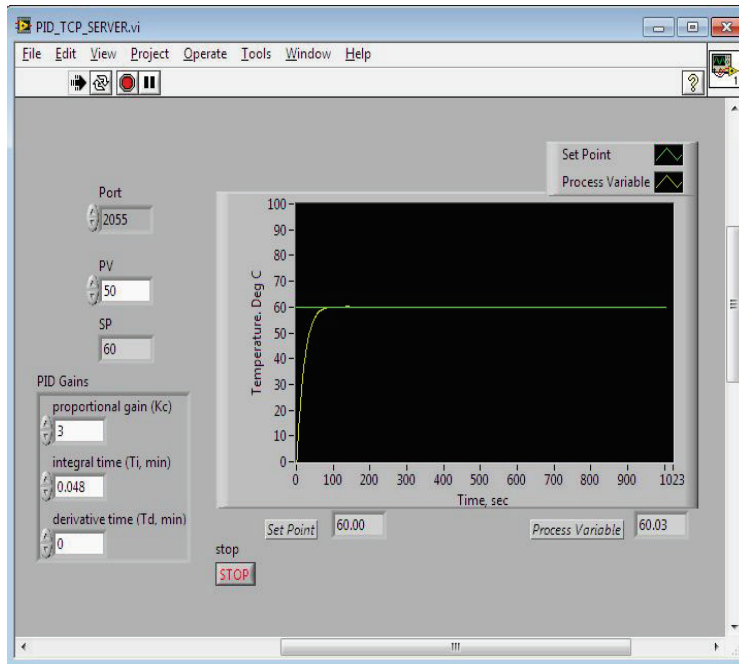 PID_TCP_SERVER.vi
File Edit View Project Operate Tools Window Help
?
1
Set Point
Process Variable
Port
2055
PV
50
SP
60
PID Gains
proportional gain (Kc)
3
integral time (Ti, min)
0.048
derivative time (Td, min)
0
Temperature. Deg C
100
90
80
70
60
50
40
30
20
10
0
0 100 200 300 400 500 600 700 800 900 1023
Time, sec
Set Point 60.00
Process Variable 60.03
stop
STOP